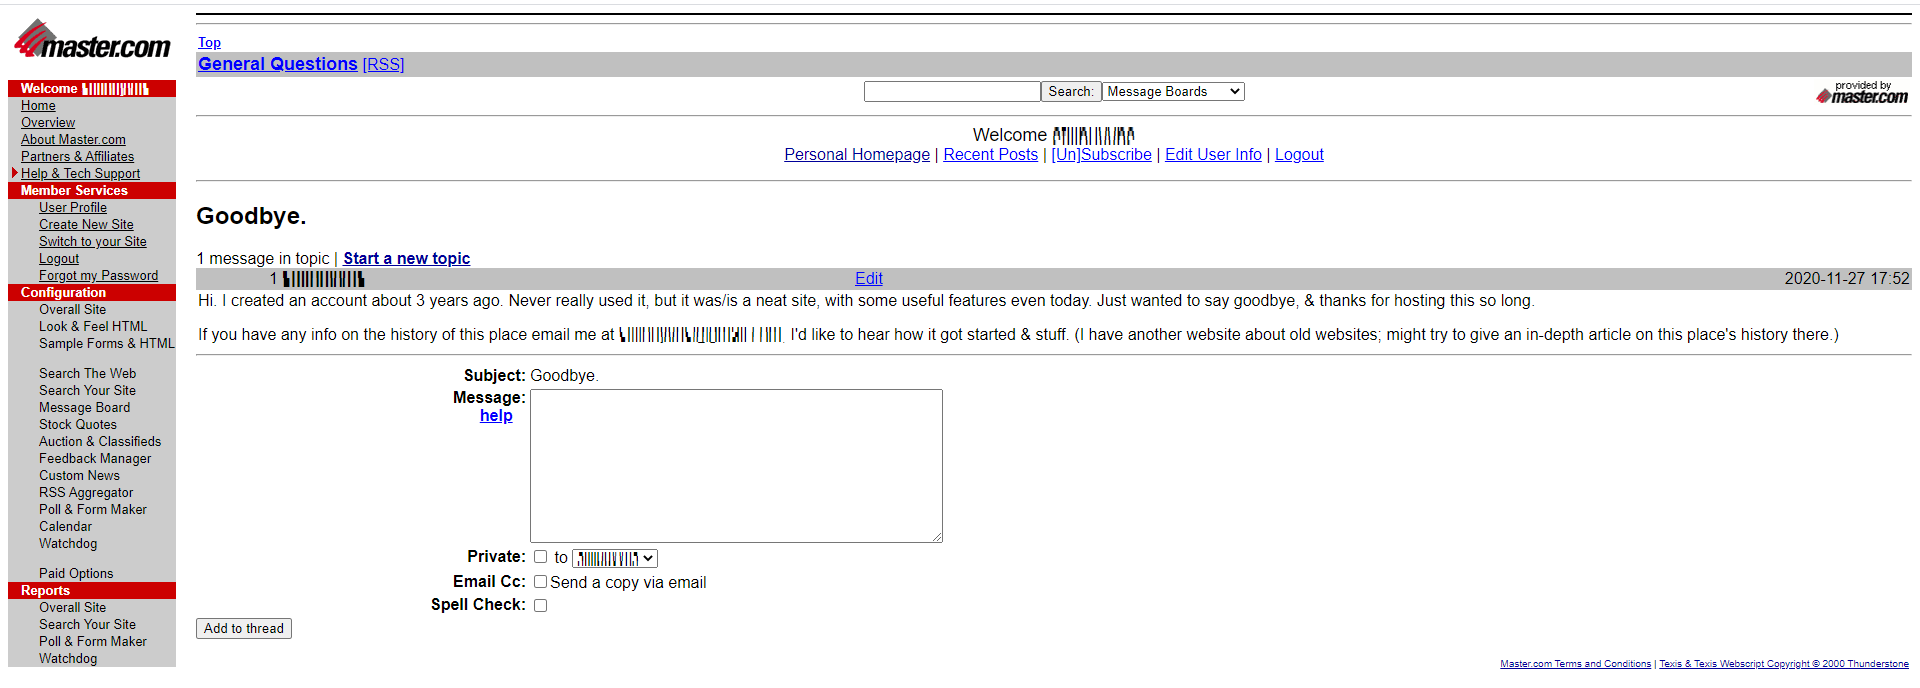 master.com
Welcome
Home
Overview
About Master.com
Partners & Affiliates
Help & Tech Support
Member Services
User Profile
Create New Site
Switch to your Site
Logout
Forgot my Password
Configuration
Overall Site
Look & Feel HTML
Sample Forms & HTML
Search The Web
Search Your Site
Message Board
Stock Quotes
Auction & Classifieds
Feedback Manager
Custom News
RSS Aggregator
Poll & Form Maker
Calendar
Watchdog
Paid Options
Reports
Overall Site
Search Your Site
Poll & Form Maker
Watchdog
Top
General Questions [RSS]
Search: Message Boards
provided by
master.com
Welcome
Personal Homepage | Recent Posts | [Un]Subscribe | Edit User Info | Logout
Goodbye.
1 message in topic | Start a new topic
1 Edit 2020-11-27 17:52
Hi. I created an account about 3 years ago. Never really used it, but it was/is a neat site, with some useful features even today. Just wanted to say goodbye, & thanks for hosting this so long.
If you have any info on the history of this place email me at I'd like to hear how it got started & stuff. (I have another website about old websites; might try to give an in-depth article on this place's history there.)
Subject: Goodbye.
Message:
help
Private: to
Email Cc: Send a copy via email
Spell Check:
Add to thread
Master.com Terms and Conditions | Texis & Texis Webscript Copyright © 2000 Thunderstone